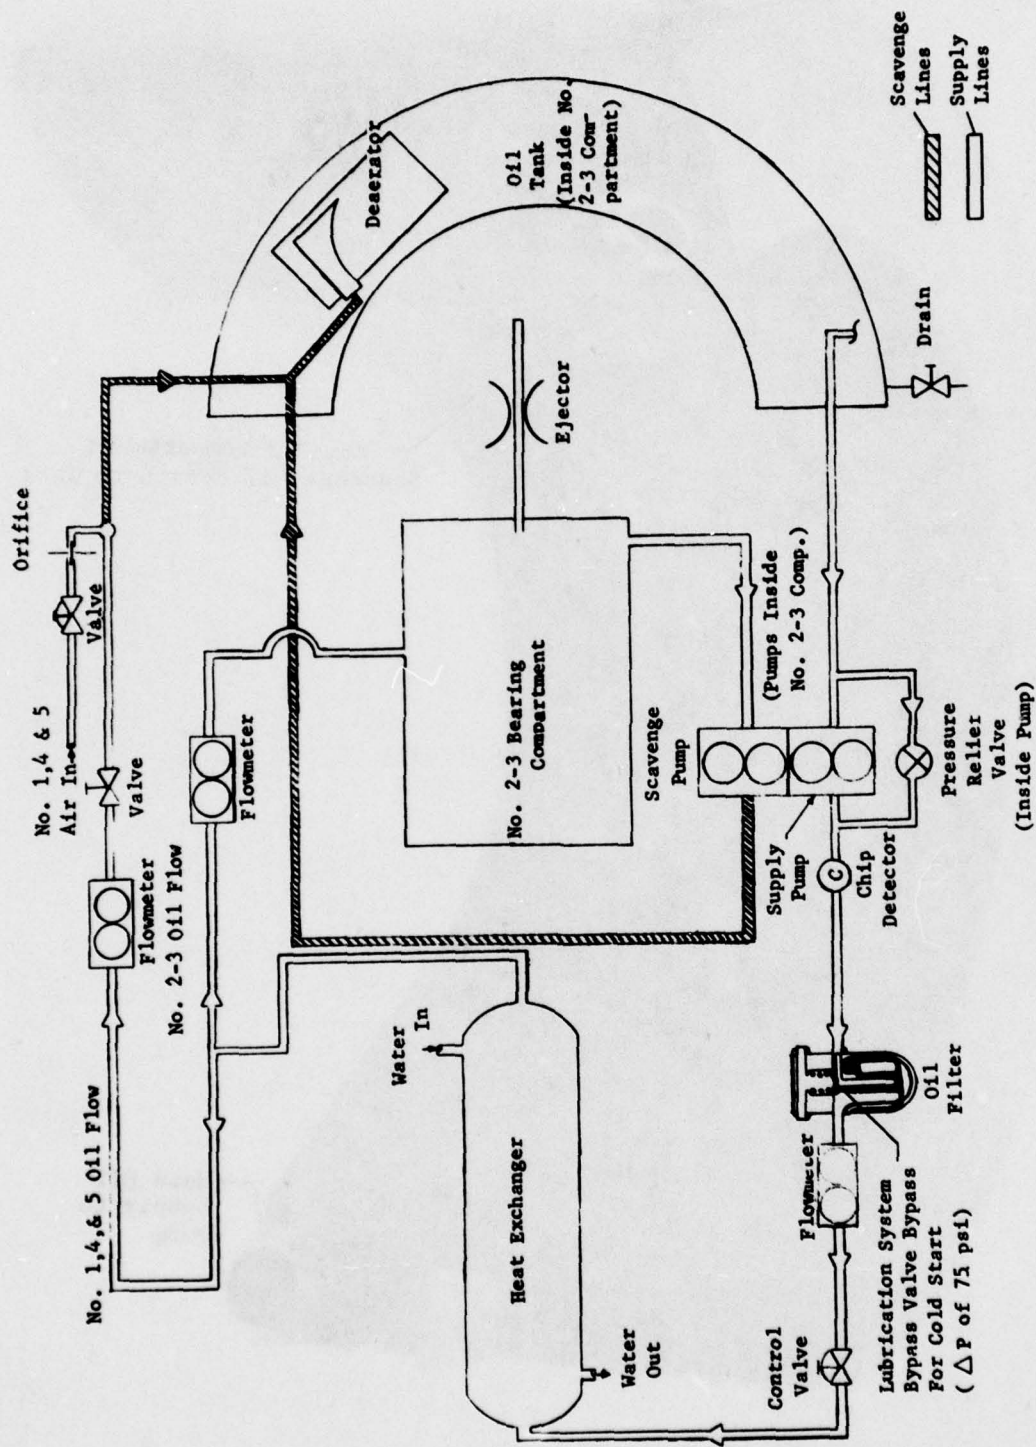 No. 1,4,& 5 Oil Flow
Flowmeter
No. 2-3 Oil Flow
No. 1,4 & 5
Air In
Valve
Valve
Orifice
Flowmeter
Deaerator
Oil
Tank
(Inside No.
2-3 Com-
partment)
Ejector
Water
In
Heat Exchanger
Water
Out
No. 2-3 Bearing
Compartment
Scavenge
Pump
(Pumps Inside
No. 2-3 Comp.)
Supply
Pump
C
Chip
Detector
Pressure
Relier
Valve
(Inside Pump)
Drain
Control
Valve
Flowmeter
Oil
Filter
Lubrication System
Bypass Valve Bypass
For Cold Start
( △ P of 75 psi)
Scavenge
Lines
Supply
Lines